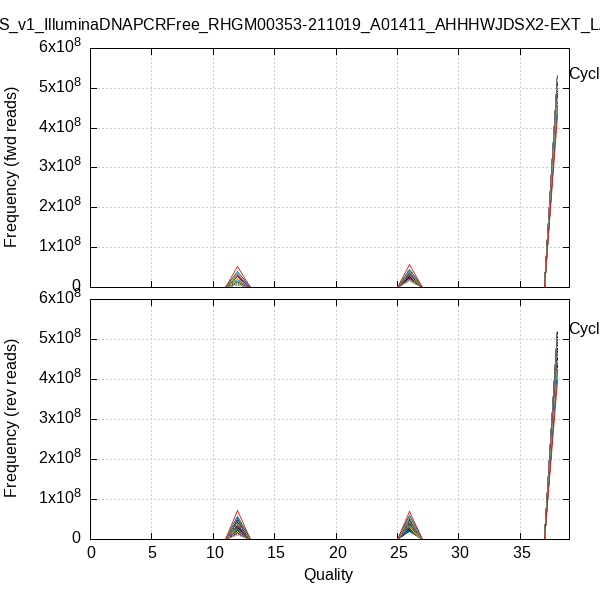 S_v1_IlluminaDNAPCRFree_RHGM00353-211019_A01411_AHHHWJDSX2-EXT_L
6x10^8
Cycl
5x10^8
4x10^8
3x10^8
2x10^8
1x10^8
0
Frequency (fwd reads)
6x10^8
Cycl
5x10^8
4x10^8
3x10^8
2x10^8
1x10^8
0
Frequency (rev reads)
0 5 10 15 20 25 30 35
Quality